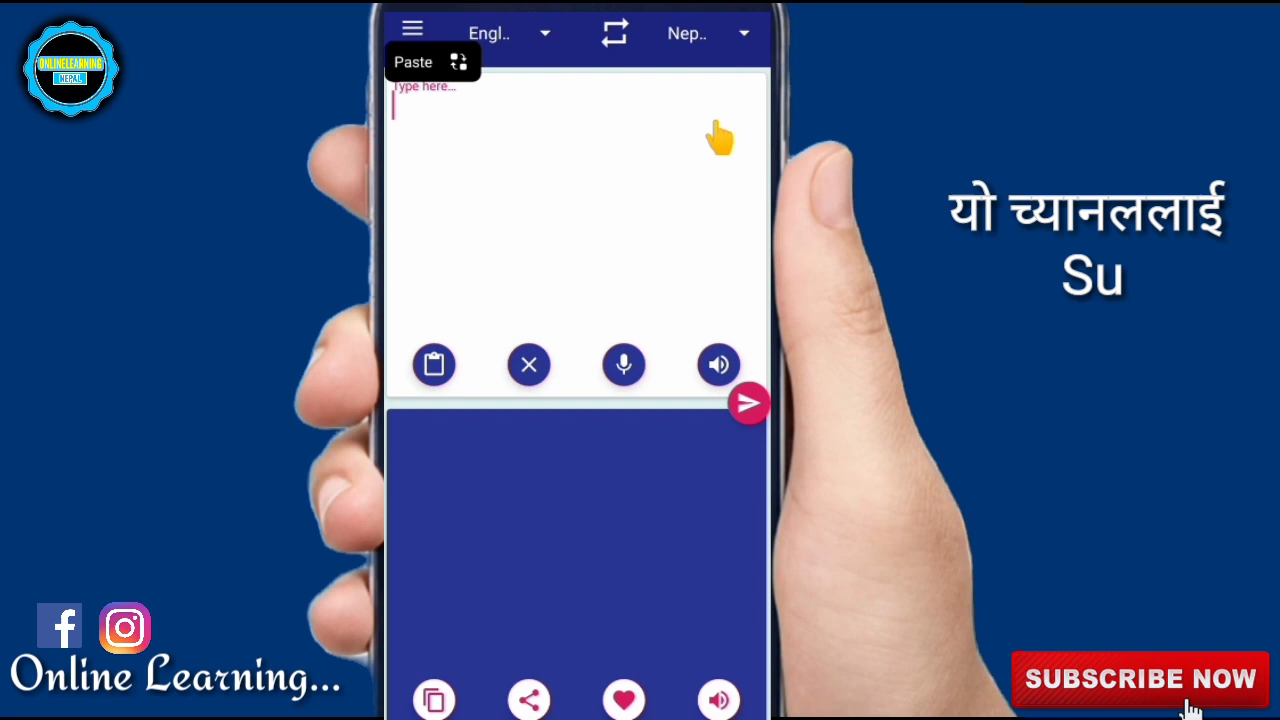 ONLINELEARNING
NEPAL
Engl..
Nep..
Paste
Type here...
यो च्यानललाई
Su
Online Learning...
SUBSCRIBE NOW